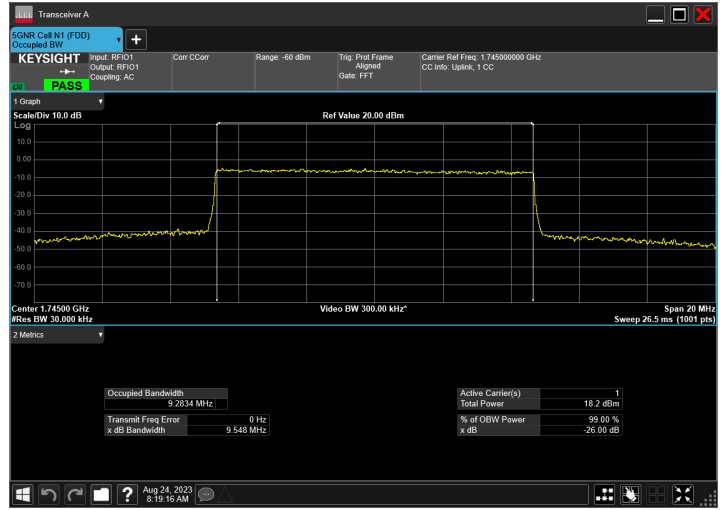 Transceiver A
5GNR Cell N1 (FDD)
Occupied BW
KEYSIGHT
Input: RFIO1
Output: RFIO1
Coupling: AC
Corr CCorr
Range: -60 dBm
Trig: Prot Frame
Aligned
Gate: FFT
Carrier Ref Freq: 1.745000000 GHz
CC Info: Uplink, 1 CC
LXI
PASS
1 Graph
Scale/Div 10.0 dB
Ref Value 20.00 dBm
Log
10.0
0.00
-10.0
-20.0
-30.0
-40.0
-50.0
-60.0
-70.0
Center 1.74500 GHz
Video BW 300.00 kHz*
Span 20 MHz
#Res BW 30.000 kHz
Sweep 26.5 ms (1001 pts)
2 Metrics
Occupied Bandwidth
9.2834 MHz
Active Carrier(s) 1
Total Power 18.2 dBm
Transmit Freq Error 0 Hz
x dB Bandwidth 9.548 MHz
% of OBW Power 99.00 %
x dB -26.00 dB
Aug 24, 2023
8:19:16 AM